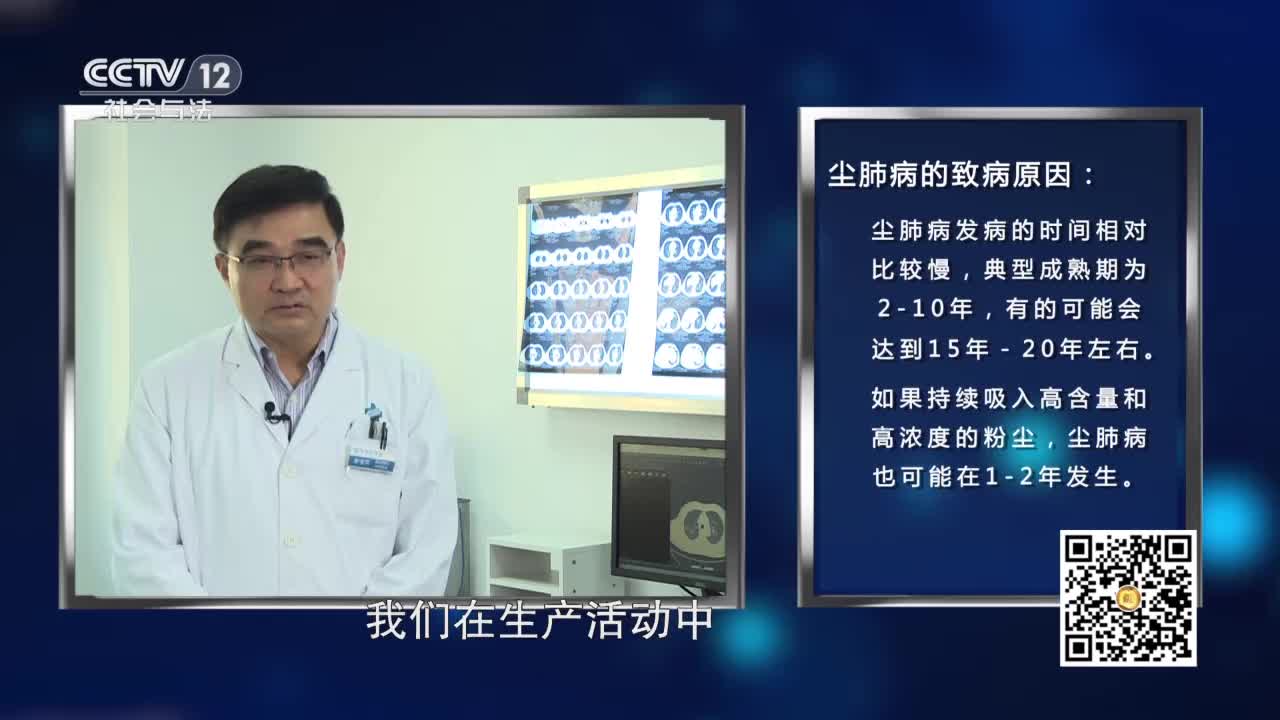 CCTV 12
社会与法
尘肺病的致病原因：
尘肺病发病的时间相对
比较慢，典型成熟期为
2-10年，有的可能会
达到15年－20年左右。
如果持续吸入高含量和
高浓度的粉尘，尘肺病
也可能在1-2年发生。
我们在生产活动中